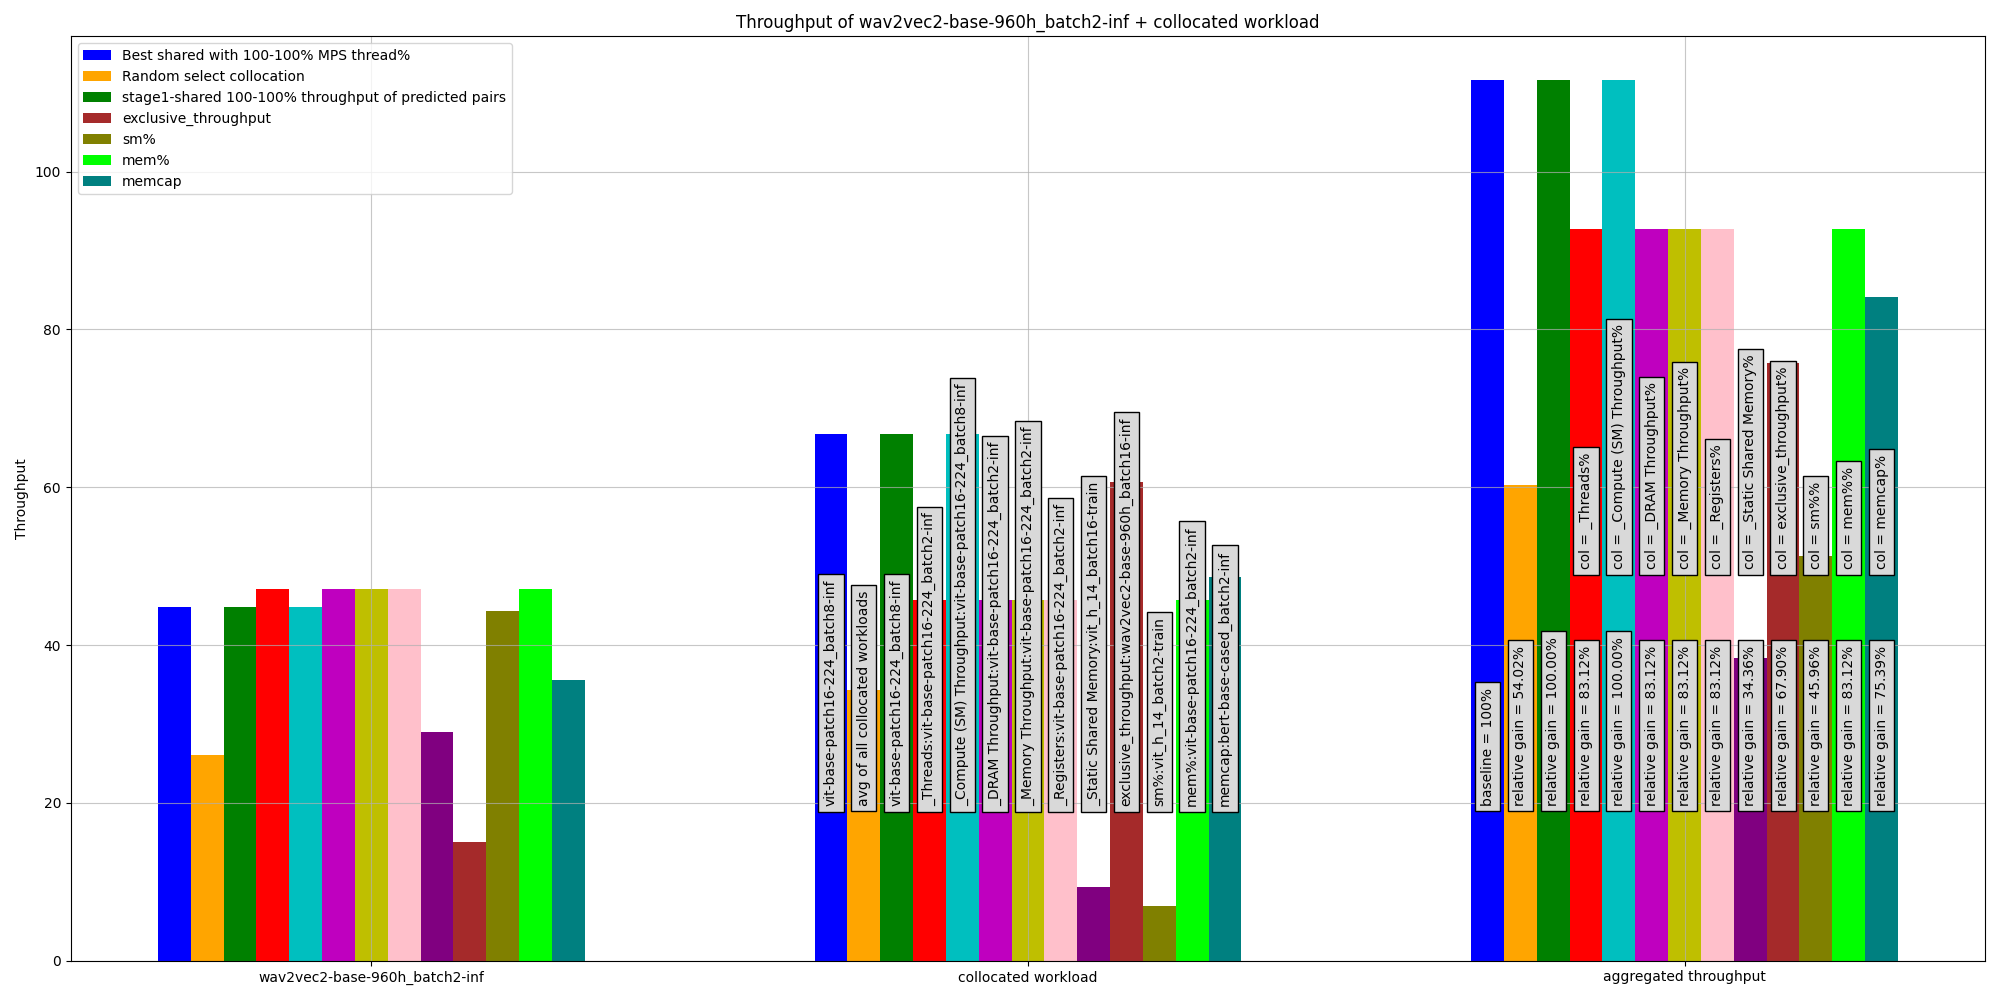 Throughput of wav2vec2-base-960h_batch2-inf + collocated workload
Best shared with 100-100% MPS thread%
Random select collocation
stage1-shared 100-100% throughput of predicted pairs
exclusive_throughput
sm%
mem%
memcap
Throughput
100
80
60
40
20
0
vit-base-patch16-224_batch8-inf
avg of all collocated workloads
vit-base-patch16-224_batch8-inf
_Threads:vit-base-patch16-224_batch2-inf
_Compute (SM) Throughput:vit-base-patch16-224_batch8-inf
_DRAM Throughput:vit-base-patch16-224_batch2-inf
_Memory Throughput:vit-base-patch16-224_batch2-inf
_Registers:vit-base-patch16-224_batch2-inf
_Static Shared Memory:vit_h_14_batch16-train
exclusive_throughput:wav2vec2-base-960h_batch16-inf
sm%:vit_h_14_batch2-train
mem%:vit-base-patch16-224_batch2-inf
memcap:bert-base-cased_batch2-inf
col = _Threads%
col = _Compute (SM) Throughput%
col = _DRAM Throughput%
col = _Memory Throughput%
col = _Registers%
col = _Static Shared Memory%
col = exclusive_throughput%
col = sm%%
col = mem%%
col = memcap%
baseline = 100%
relative gain = 54.02%
relative gain = 100.00%
relative gain = 83.12%
relative gain = 100.00%
relative gain = 83.12%
relative gain = 83.12%
relative gain = 83.12%
relative gain = 34.36%
relative gain = 67.90%
relative gain = 45.96%
relative gain = 83.12%
relative gain = 75.39%
wav2vec2-base-960h_batch2-inf
collocated workload
aggregated throughput